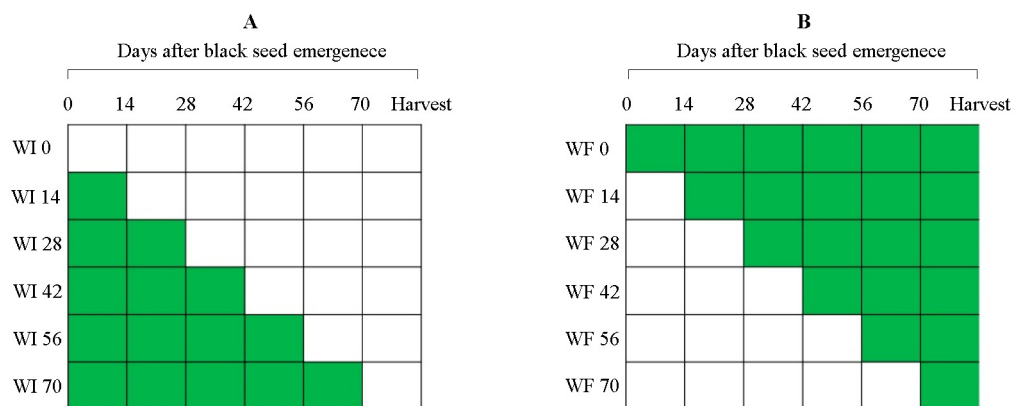 A
Days after black seed emergenece
0 14 28 42 56 70 Harvest
WI 0
WI 14
WI 28
WI 42
WI 56
WI 70
B
Days after black seed emergenece
0 14 28 42 56 70 Harvest
WF 0
WF 14
WF 28
WF 42
WF 56
WF 70